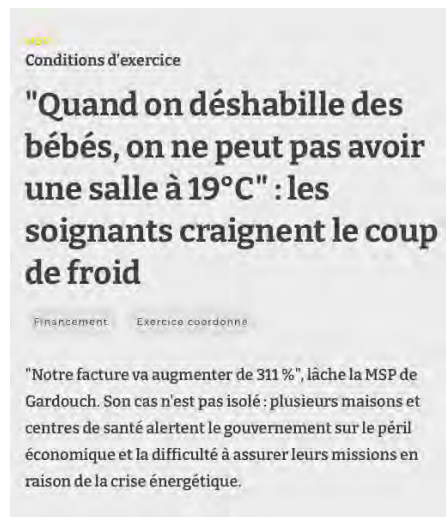 Conditions d'exercice
"Quand on déshabille des
bébés, on ne peut pas avoir
une salle à 19°C" : les
soignants craignent le coup
de froid
Financement Exercice coordonné
"Notre facture va augmenter de 311 %", lâche la MSP de
Gardouch. Son cas n'est pas isolé : plusieurs maisons et
centres de santé alertent le gouvernement sur le péril
économique et la difficulté à assurer leurs missions en
raison de la crise énergétique.